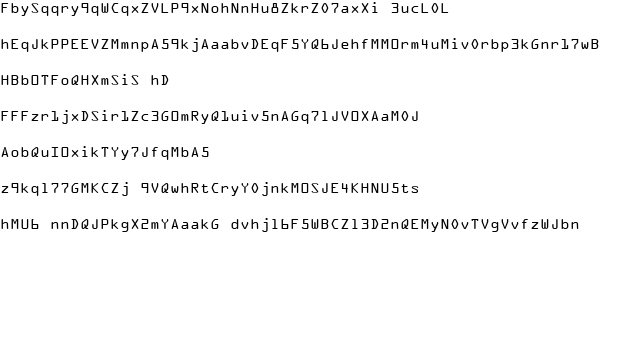 FbySqqry9qWCqxZVLP9xNohNnHu8ZkrZ07axXi 3ucL0L
hEqJkPPEEVZMmnpA59kjAaabvDEqF5YQ6JehfMMOrm4uMiv0rbp3kGnr17wB
HBbOTFoQHXmSiS hD
FFFzr1jxDSir1Zc3GOmRyQ1uiv5nAGq71JVOXAaM0J
AobQuIOxikTYy7JfqMbA5
z9kq177GMKCZj 9VQwhRtCryY0jnkMOSJE4KHNU5ts
hMU6 nnDQJPkgX2mYAaakG dvhj16F5WBCZ13D2nQEMyN0vTVgVvfzWJbn